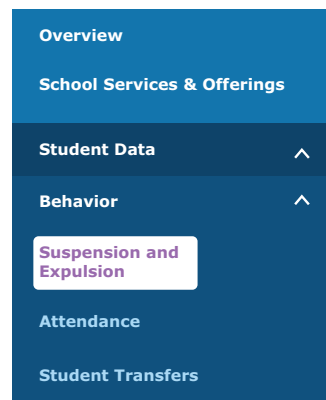 Overview
School Services & Offerings
Student Data
Behavior
Suspension and
Expulsion
Attendance
Student Transfers